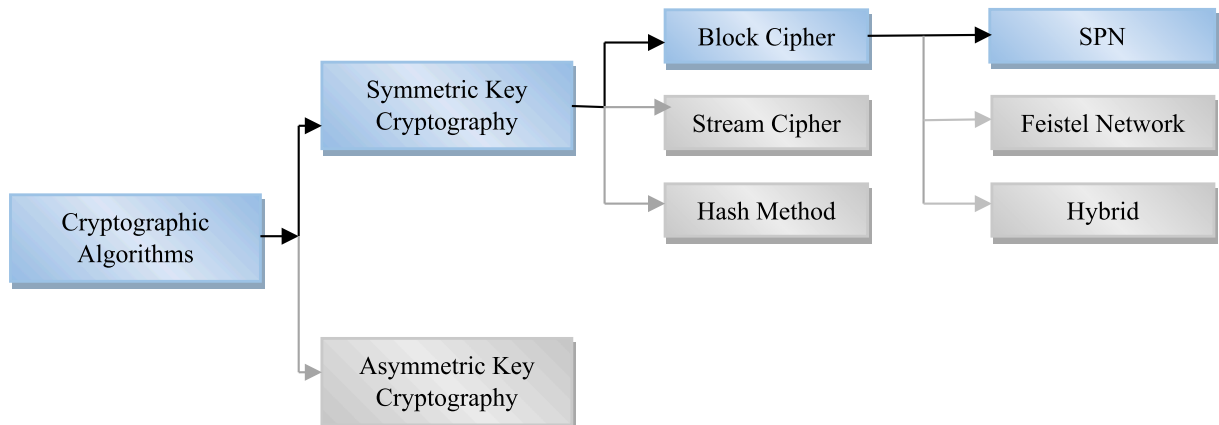 Cryptographic
Algorithms
Symmetric Key
Cryptography
Asymmetric Key
Cryptography
Block Cipher
Stream Cipher
Hash Method
SPN
Feistel Network
Hybrid